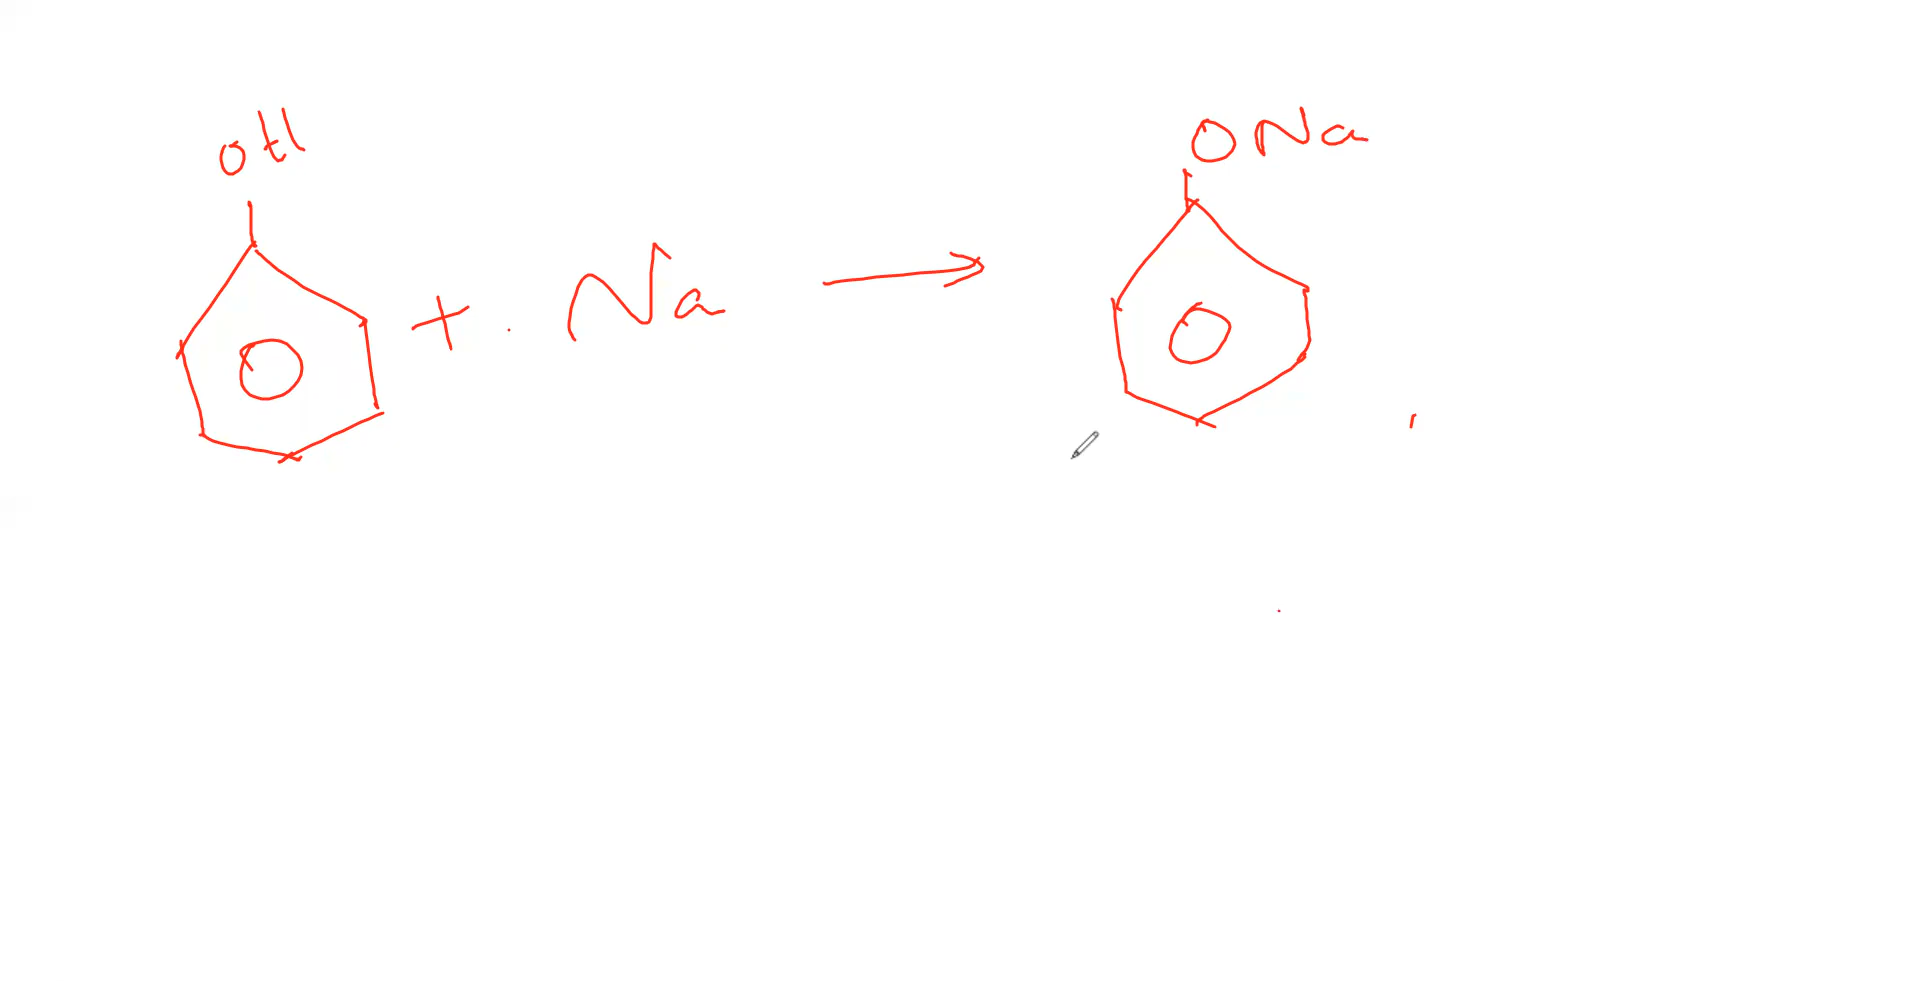 OH
ONa
+ Na →